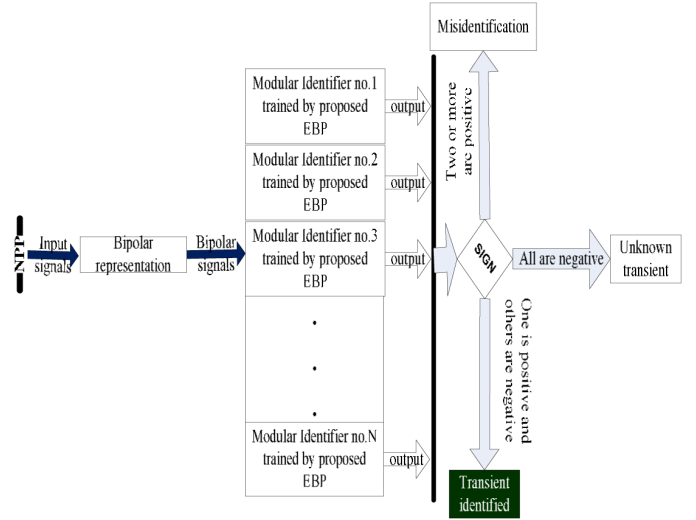 Misidentification
Modular Identifier no.1
trained by proposed
EBP
output
Two or more
are positive
Modular Identifier no.2
trained by proposed
EBP
output
NPP
Input
signals
Bipolar
representation
Bipolar
signals
Modular Identifier no.3
trained by proposed
EBP
output
SIGN
All are negative
Unknown
transient
One is positive and
others are negative
Modular Identifier no.N
trained by proposed
EBP
output
Transient
identified